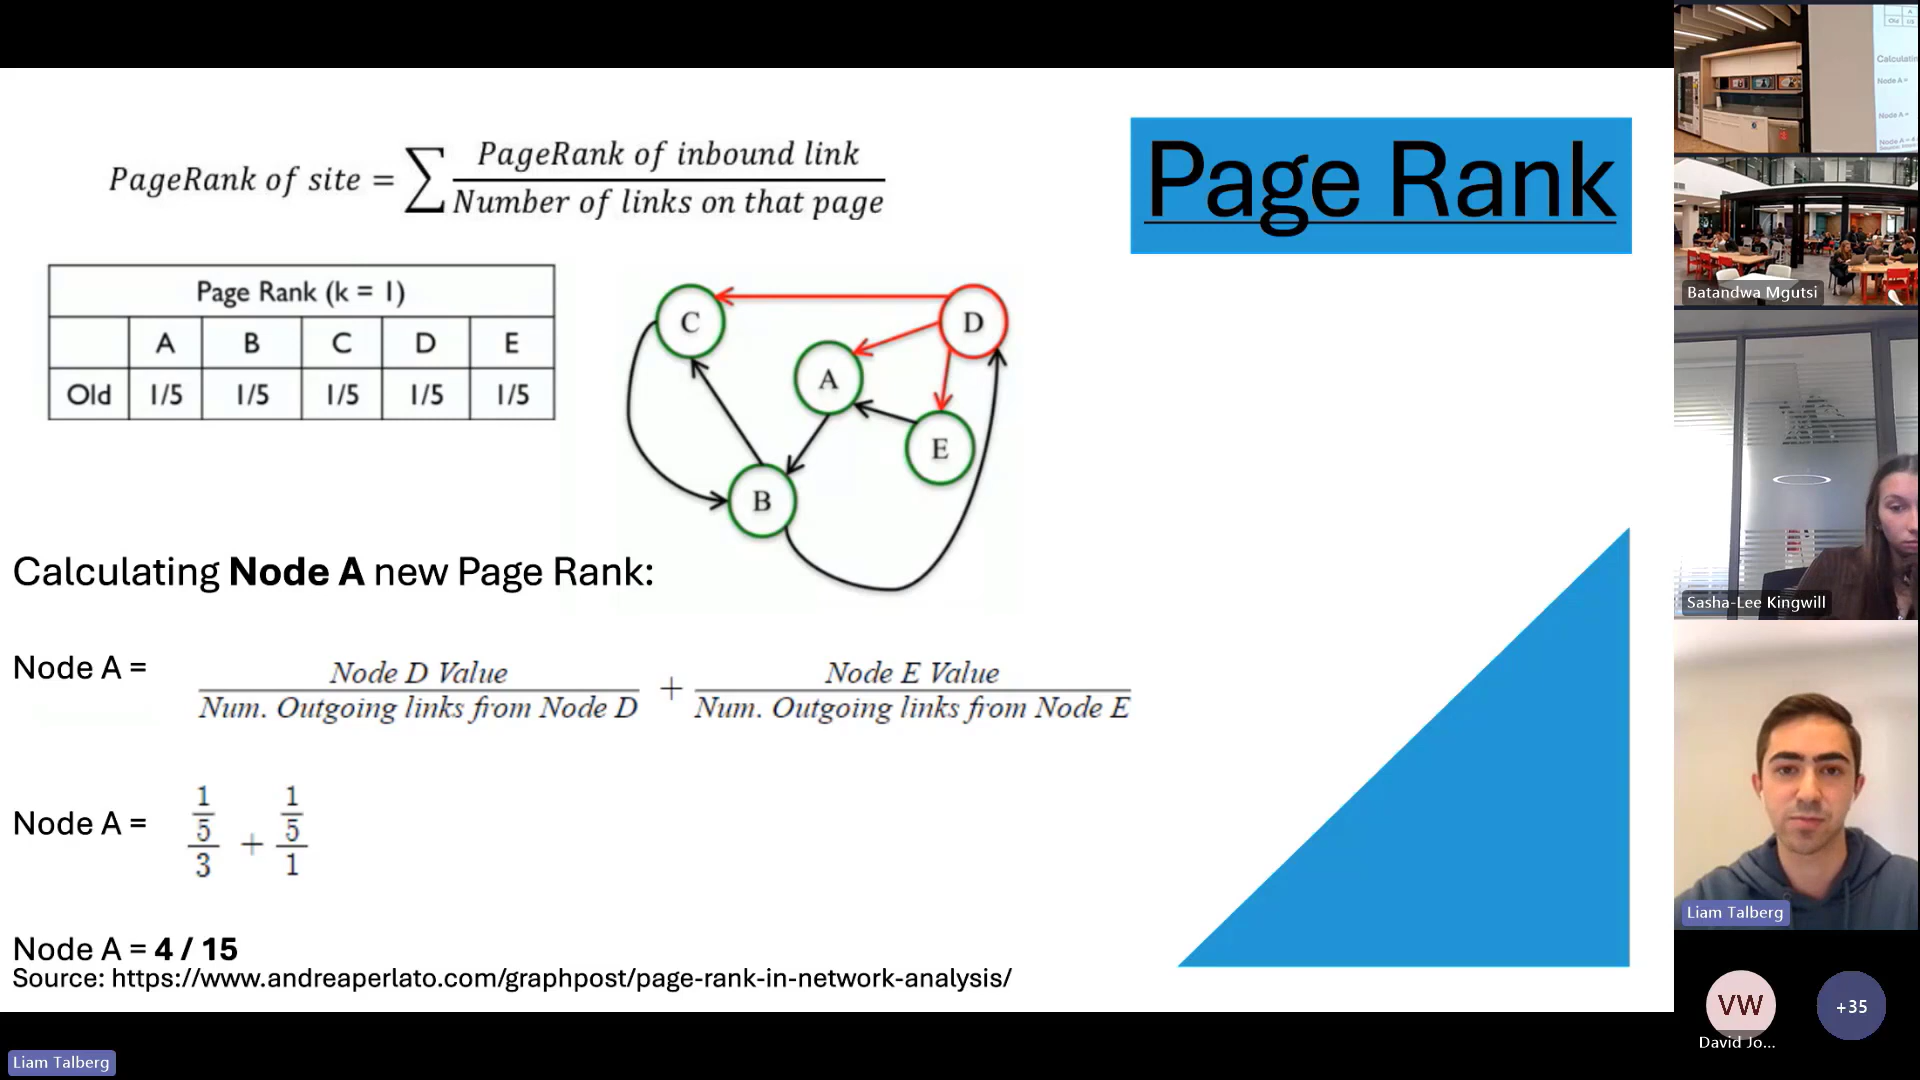 PageRank of site = ∑ PageRank of inbound link / Number of links on that page
Page Rank
Page Rank (k = 1)
A B C D E
Old 1/5 1/5 1/5 1/5 1/5
C
D
A
E
B
Calculating Node A new Page Rank:
Node A = Node D Value / Num. Outgoing links from Node D + Node E Value / Num. Outgoing links from Node E
Node A = 1/5 / 3 + 1/5 / 1
Node A = 4 / 15
Source: https://www.andreaperlato.com/graphpost/page-rank-in-network-analysis/
Liam Talberg
A
Old
Node A =
Node A =
Batandwa Mgutsi
Sasha-Lee Kingwill
Liam Talberg
VW
+35
David Jo...